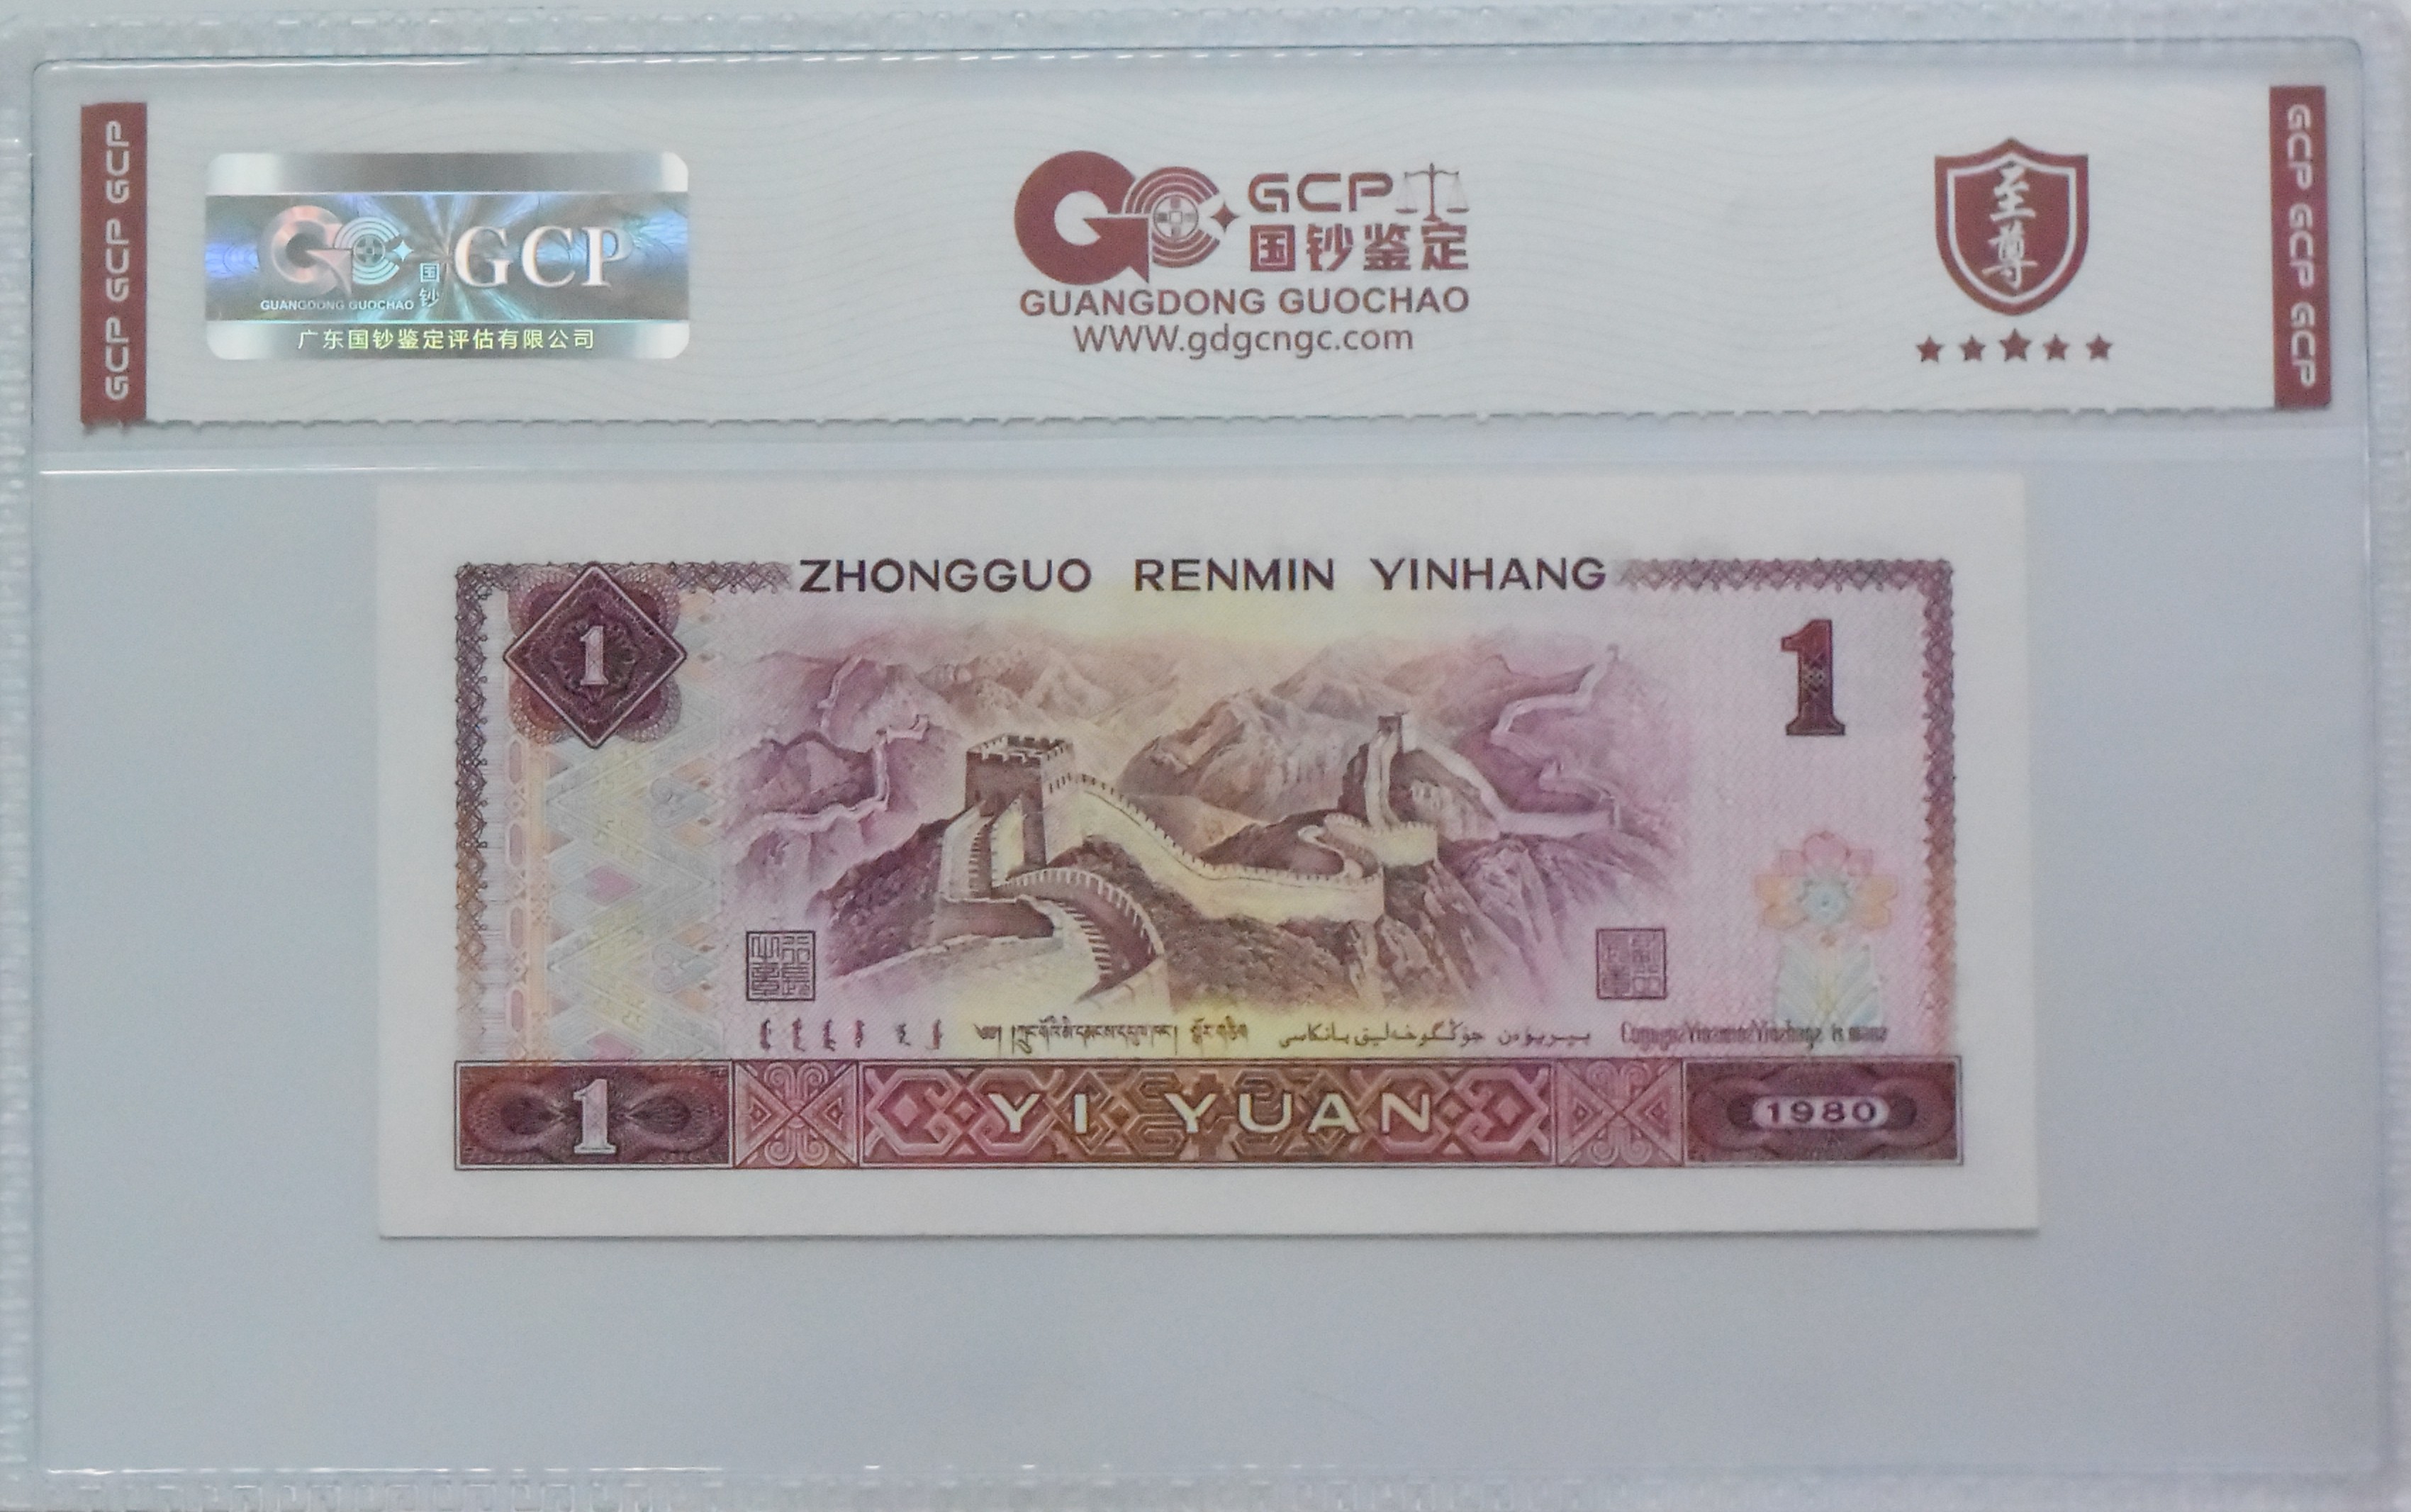 GCP GCP GCP
国钞
GCP
GUANGDONG GUOCHAO
广东国钞鉴定评估有限公司
GCP
国钞鉴定
GUANGDONG GUOCHAO
WWW.gdgcngc.com
至尊
GCP GCP GCP
ZHONGGUO RENMIN YINHANG
1
1
1
YI YUAN
1980